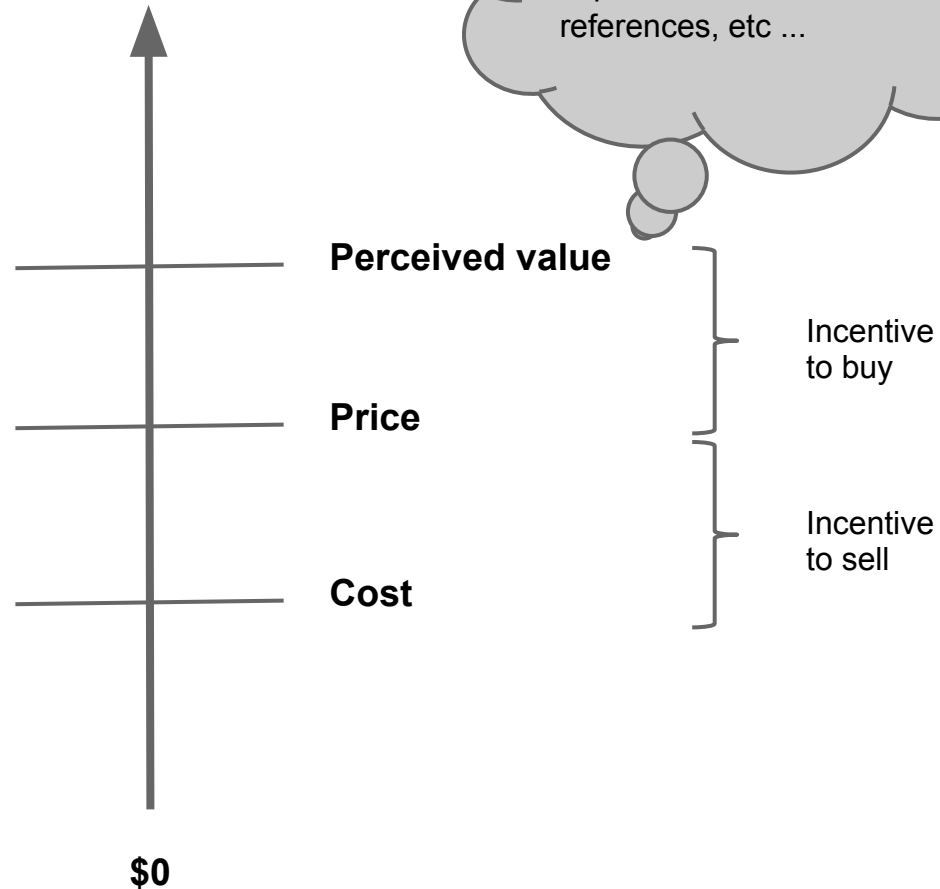 references, etc ...
Perceived value
Incentive
to buy
Price
Incentive
to sell
Cost
$0